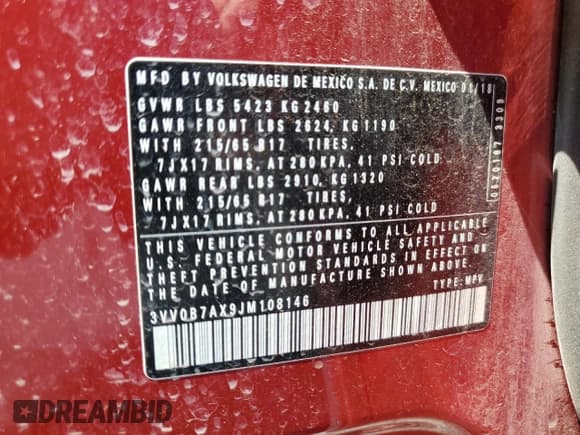 MFD BY VOLKSWAGEN DE MEXICO S.A. DE C.V. MEXICO 01/18
GVWR LBS 5423 KG 2460
GAWR FRONT LBS 2624, KG 1190
WITH 215/65 R17 TIRES,
7JX17 RIMS, AT 280 KPA, 41 PSI COLD
GAWR REAR LBS 2910, KG 1320
WITH 215/65 R17 TIRES,
7JX17 RIMS, AT 280 KPA, 41 PSI COLD
THIS VEHICLE CONFORMS TO ALL APPLICABLE
U.S. FEDERAL MOTOR VEHICLE SAFETY AND
THEFT PREVENTION STANDARDS IN EFFECT ON
THE DATE OF MANUFACTURE SHOWN ABOVE.
3VV0B7AX9JM108146 TYPE: MPV
DREAMBID